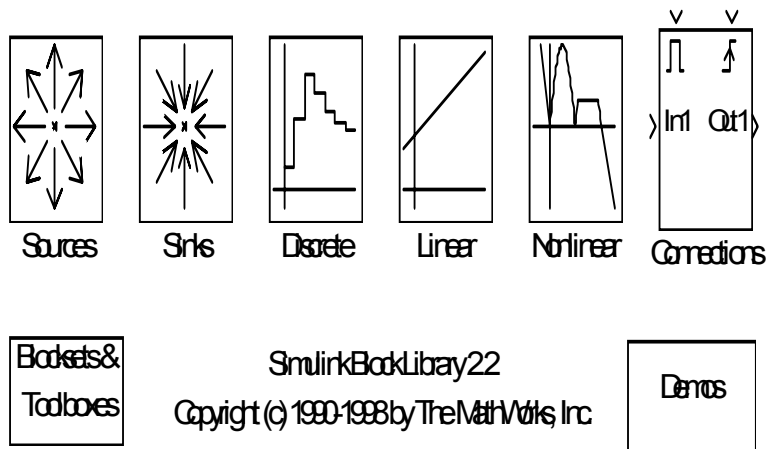 In1 Out1
Sources Sinks Discrete Linear Nonlinear Connections
Blocksets &
Toolboxes
Simulink Block Library 2.2
Copyright (c) 1990-1998 by The MathWorks, Inc.
Demos